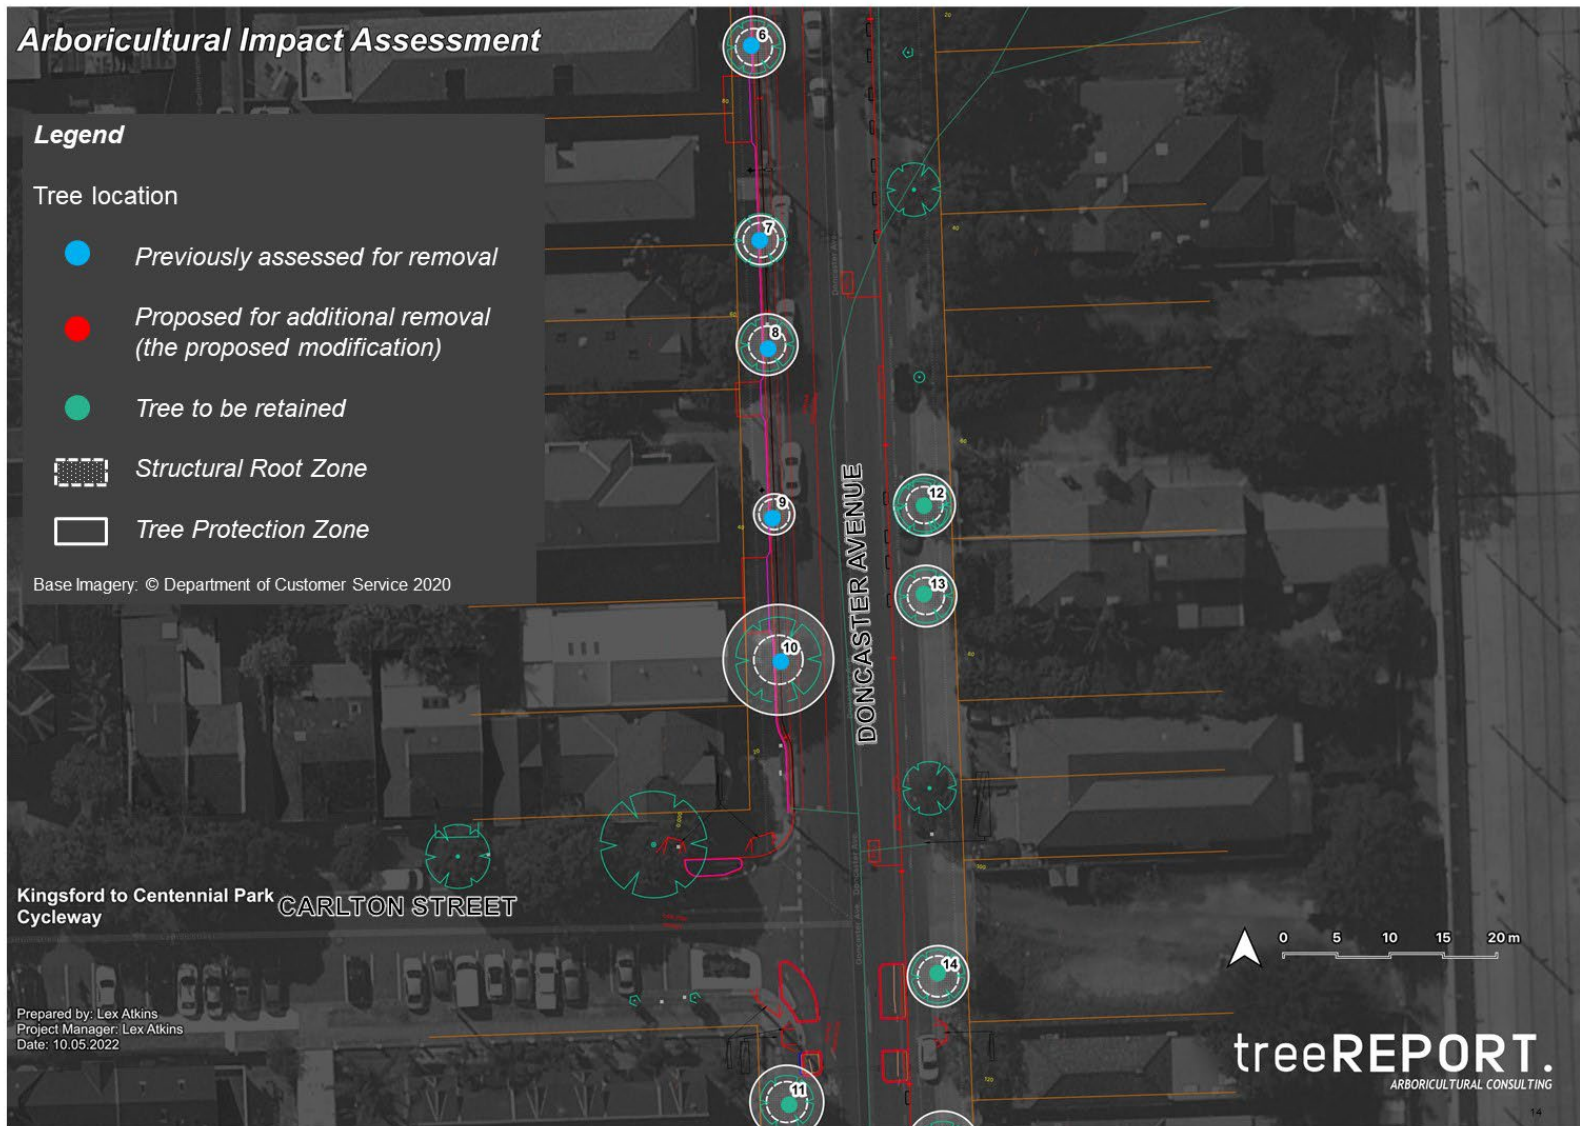 Arboricultural Impact Assessment
Legend
Tree location
Previously assessed for removal
Proposed for additional removal
(the proposed modification)
Tree to be retained
Structural Root Zone
Tree Protection Zone
Base Imagery: © Department of Customer Service 2020
6
7
8
9
10
12
13
14
11
DONCASTER AVENUE
CARLTON STREET
Kingsford to Centennial Park
Cycleway
0 5 10 15 20 m
Prepared by: Lex Atkins
Project Manager: Lex Atkins
Date: 10.05.2022
treeREPORT.
ARBORICULTURAL CONSULTING
14